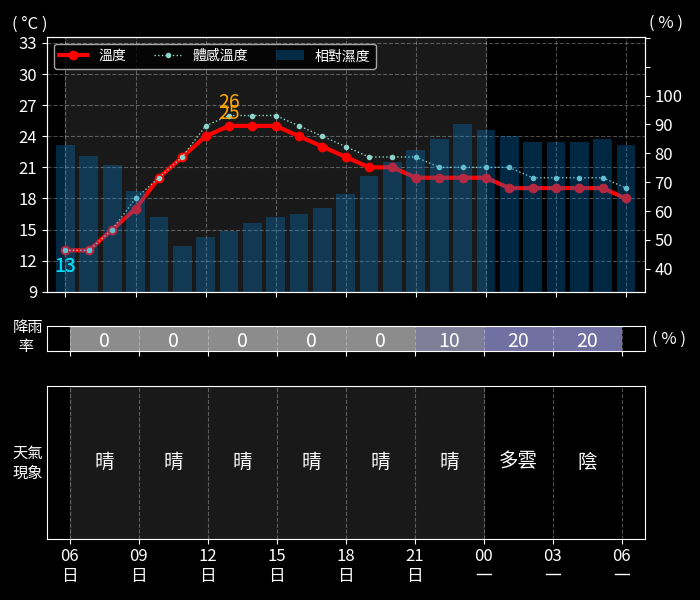 ( °C )
( % )
溫度
體感溫度
相對濕度
33
30
27
24
21
18
15
12
9
100
90
80
70
60
50
40
26
25
13
降雨
率
0
0
0
0
0
10
20
20
( % )
天氣
現象
晴
晴
晴
晴
晴
晴
多雲
陰
06
日
09
日
12
日
15
日
18
日
21
日
00
一
03
一
06
一